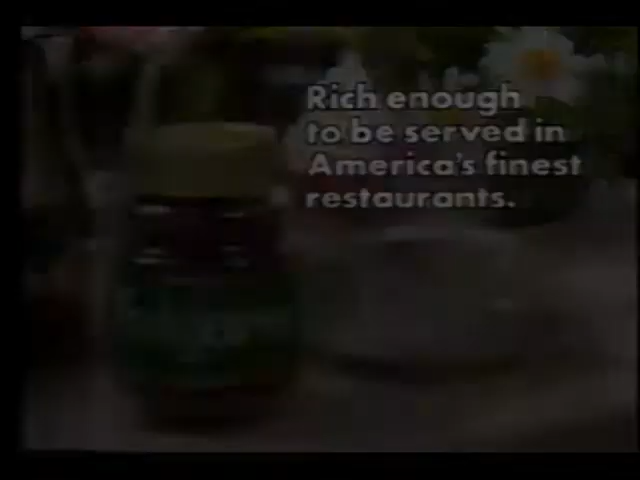 Rich enough
to be served in
America's finest
restaurants.